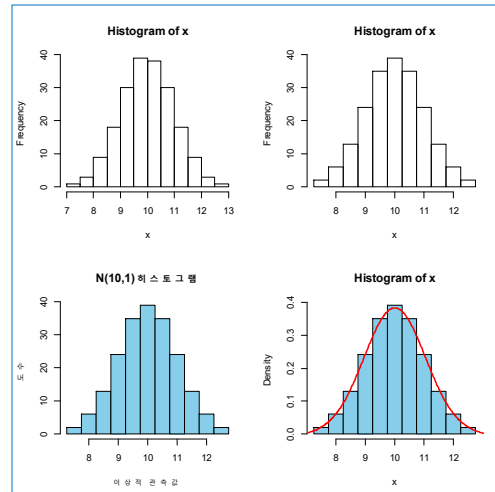 Histogram of x
Frequency
0 10 20 30 40
7 8 9 10 11 12 13
x
Histogram of x
Frequency
0 10 20 30 40
8 9 10 11 12
x
N(10,1) 히스토그램
도수
0 10 20 30 40
8 9 10 11 12
이상적 관측값
Histogram of x
Density
0.0 0.1 0.2 0.3 0.4
8 9 10 11 12
x